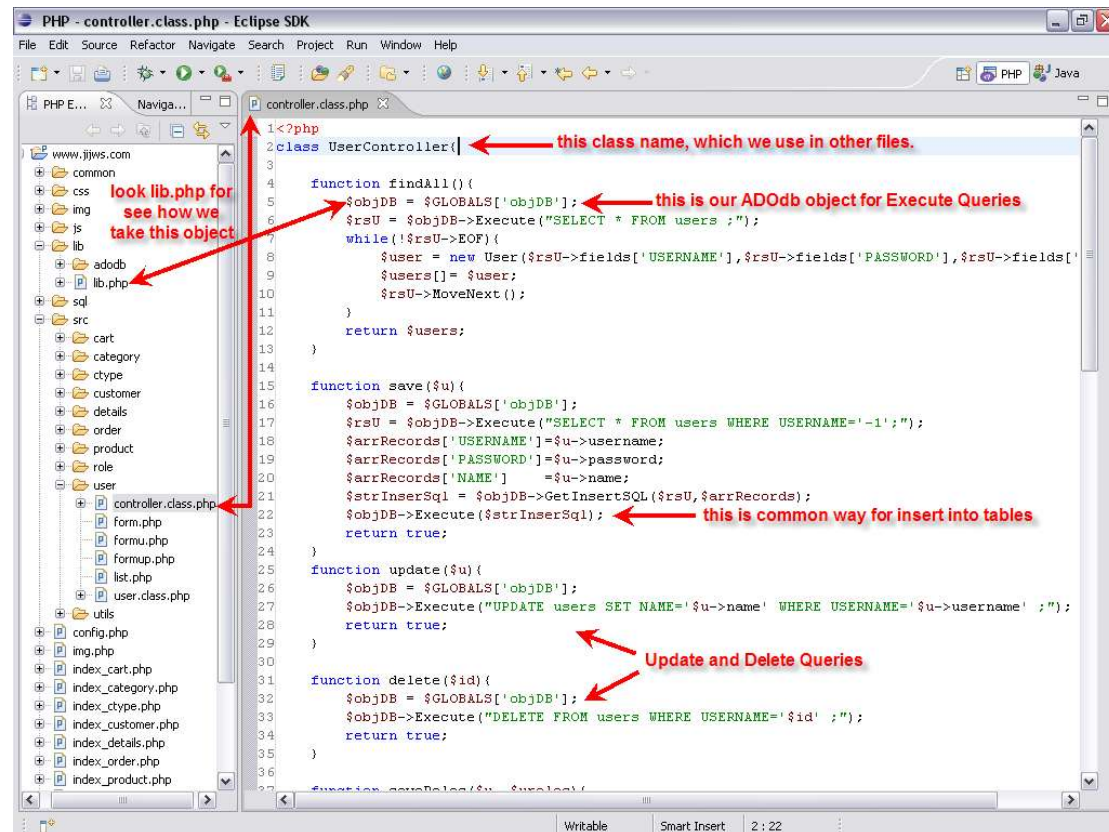 PHP - controller.class.php - Eclipse SDK
File Edit Source Refactor Navigate Search Project Run Window Help
PHP Java
PHP E... Naviga...
controller.class.php
www.jijws.com
common
css
img
js
lib
adodb
lib.php
sql
src
cart
category
ctype
customer
details
order
product
role
user
controller.class.php
form.php
formu.php
formup.php
list.php
user.class.php
utils
config.php
img.php
index_cart.php
index_category.php
index_ctype.php
index_customer.php
index_details.php
index_order.php
index_product.php
look lib.php for
see how we
take this object
1 <?php
2 class UserController{
this class name, which we use in other files.
3
4 function findAll(){
5 $objDB = $GLOBALS['objDB'];
this is our ADOdb object for Execute Queries
6 $rsU = $objDB->Execute("SELECT * FROM users ;");
7 while(!$rsU->EOF){
8 $user = new User($rsU->fields['USERNAME'],$rsU->fields['PASSWORD'],$rsU->fields['
9 $users[]= $user;
10 $rsU->MoveNext();
11 }
12 return $users;
13 }
14
15 function save($u){
16 $objDB = $GLOBALS['objDB'];
17 $rsU = $objDB->Execute("SELECT * FROM users WHERE USERNAME='-1';");
18 $arrRecords['USERNAME']=$u->username;
19 $arrRecords['PASSWORD']=$u->password;
20 $arrRecords['NAME'] =$u->name;
21 $strInserSql = $objDB->GetInsertSQL($rsU,$arrRecords);
22 $objDB->Execute($strInserSql);
this is common way for insert into tables
23 return true;
24 }
25 function update($u){
26 $objDB = $GLOBALS['objDB'];
27 $objDB->Execute("UPDATE users SET NAME='$u->name' WHERE USERNAME='$u->username' ;");
28 return true;
29 }
Update and Delete Queries
30
31 function delete($id){
32 $objDB = $GLOBALS['objDB'];
33 $objDB->Execute("DELETE FROM users WHERE USERNAME='$id' ;");
34 return true;
35 }
36
Writable Smart Insert 2 : 22